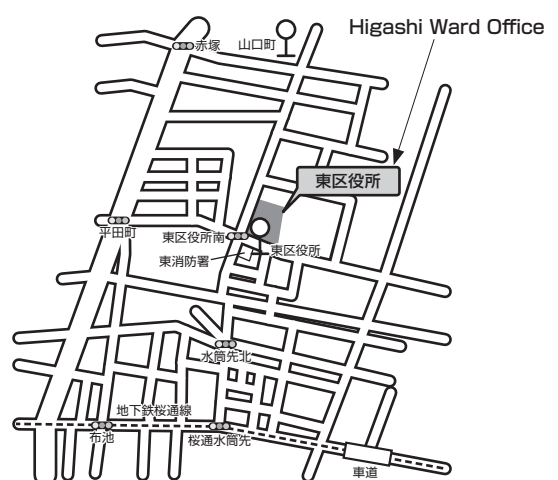 Higashi Ward Office
赤塚
山口町
東区役所
平田町
東区役所南
東区役所
東消防署
水筒先北
地下鉄桜通線
布池
桜通水筒先
車道